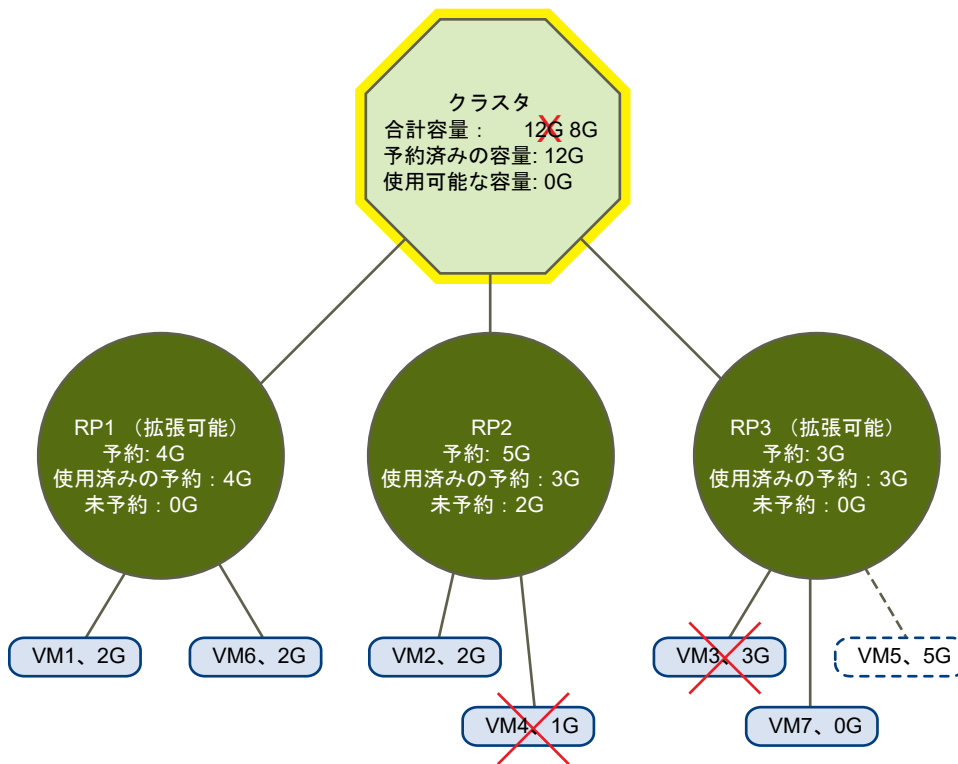 クラスタ
合計容量： 12G 8G
予約済みの容量: 12G
使用可能な容量: 0G
RP1 （拡張可能）
予約: 4G
使用済みの予約：4G
未予約：0G
RP2
予約: 5G
使用済みの予約：3G
未予約：2G
RP3 （拡張可能）
予約: 3G
使用済みの予約：3G
未予約：0G
VM1、2G
VM6、2G
VM2、2G
VM3、3G
VM5、5G
VM4、1G
VM7、0G